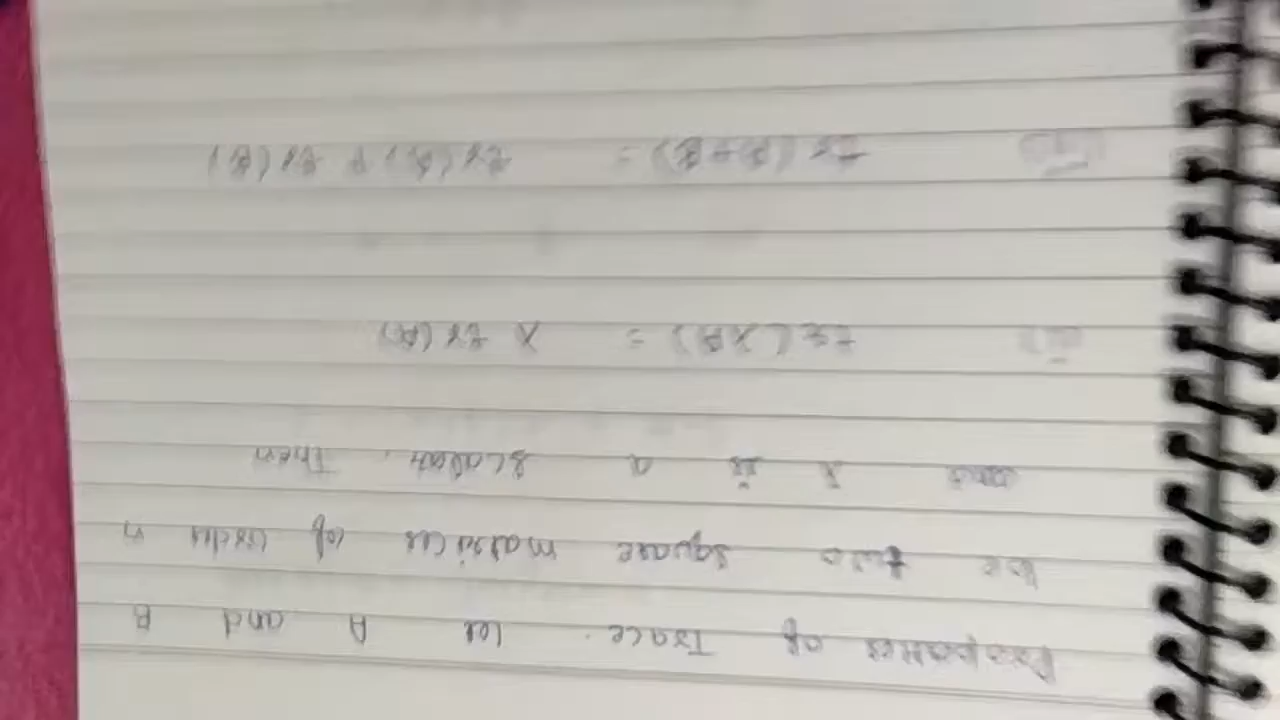 Properties of Trace. let A and B
be two square matrices of order n
and λ is a scalar. Then
(i) tr(λA) = λ tr(A)
(ii) tr(A+B) = tr(A) + tr(B)